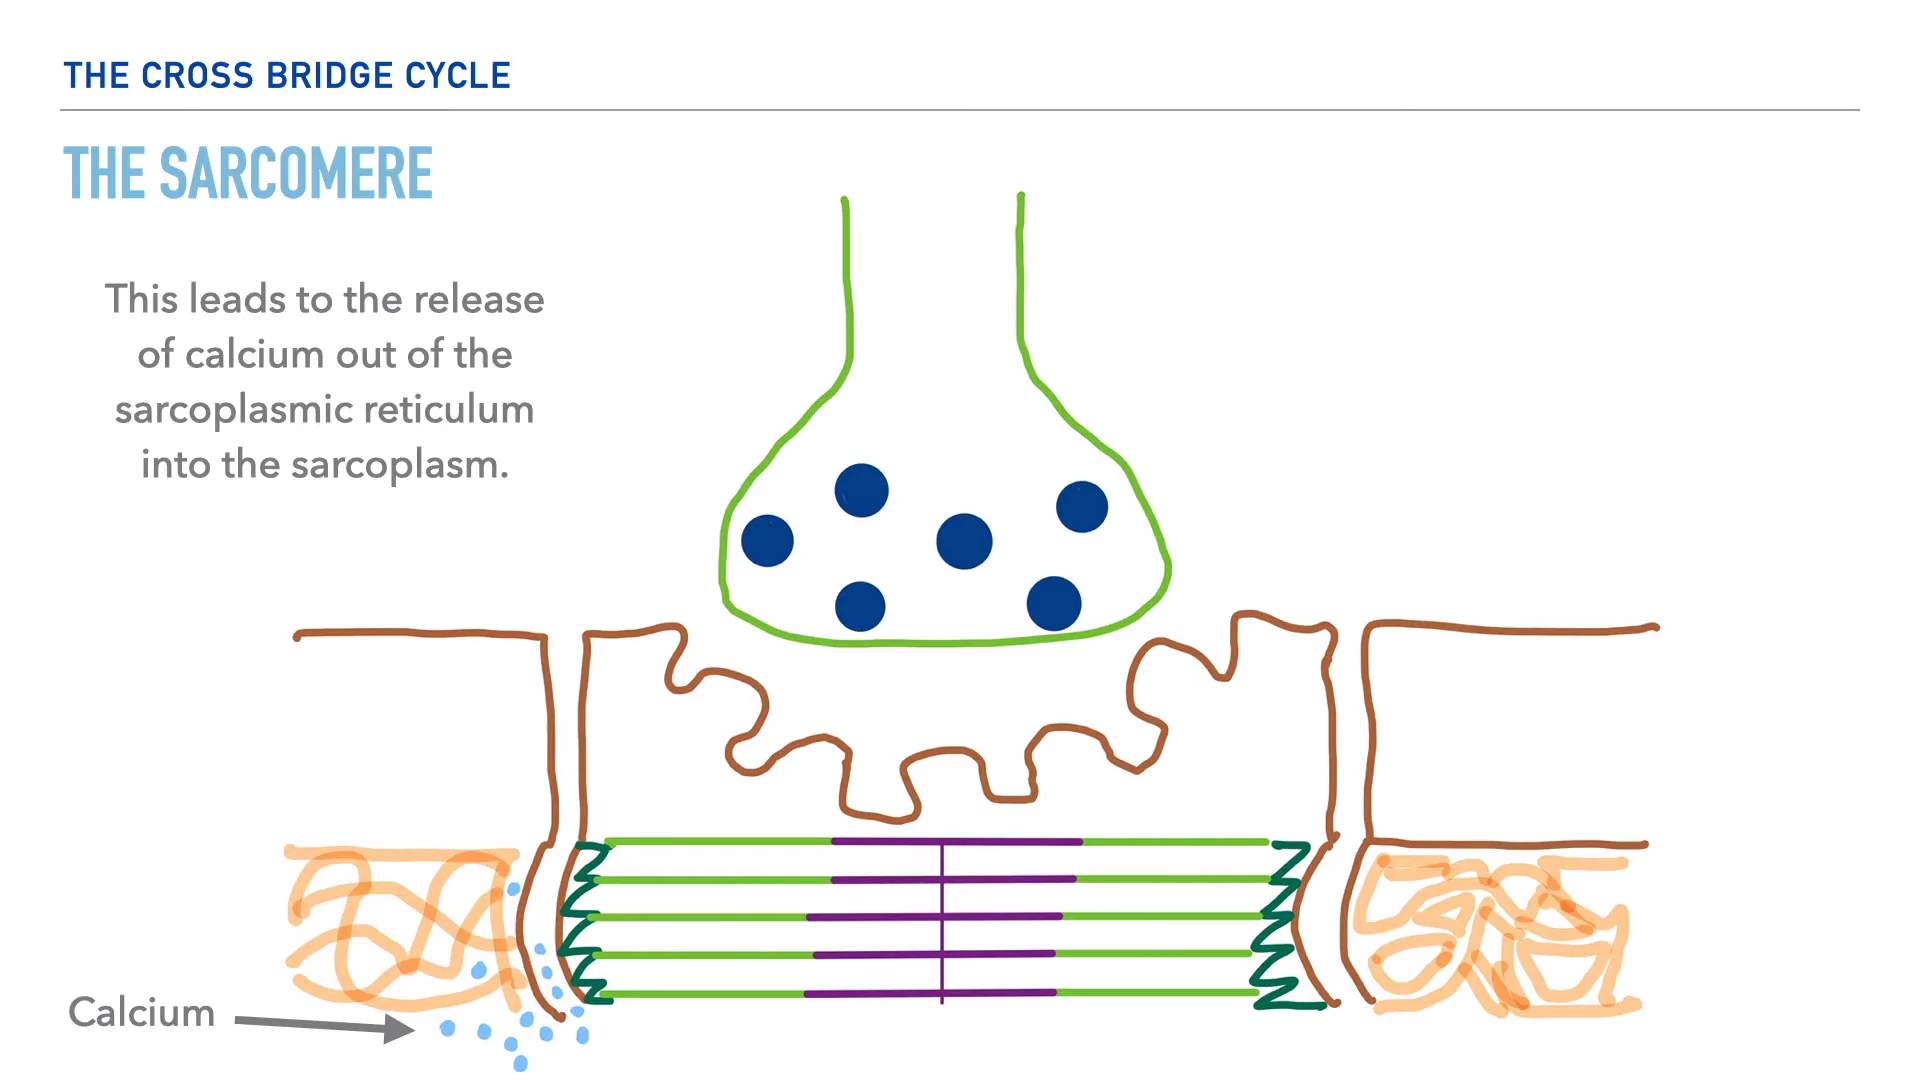 THE CROSS BRIDGE CYCLE
THE SARCOMERE
This leads to the release
of calcium out of the
sarcoplasmic reticulum
into the sarcoplasm.
Calcium